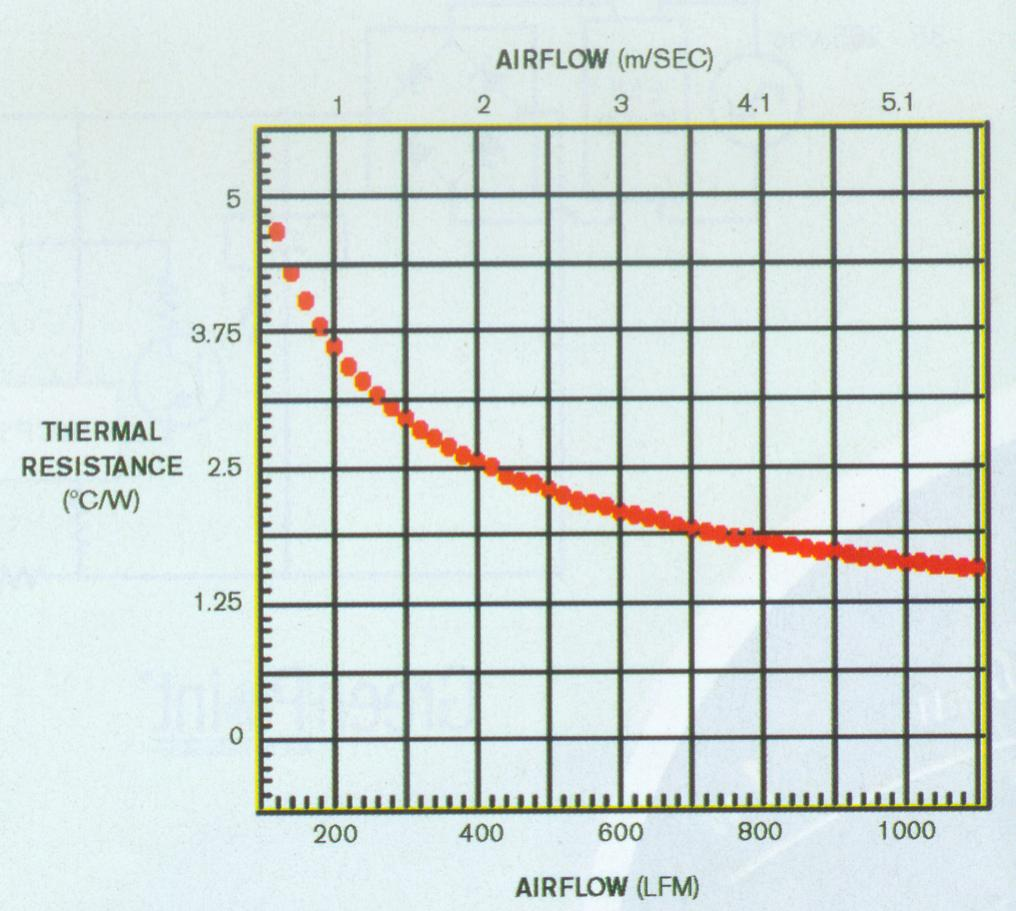 AIRFLOW (m/SEC)
1 2 3 4.1 5.1
5
3.75
THERMAL
RESISTANCE
(°C/W)
2.5
1.25
0
200 400 600 800 1000
AIRFLOW (LFM)
GreenPoint